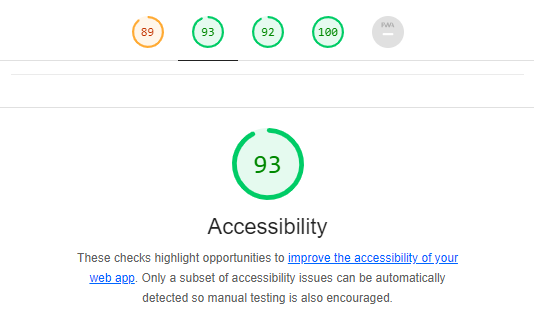 89 93 92 100 PWA
93
Accessibility
These checks highlight opportunities to improve the accessibility of your
web app. Only a subset of accessibility issues can be automatically
detected so manual testing is also encouraged.